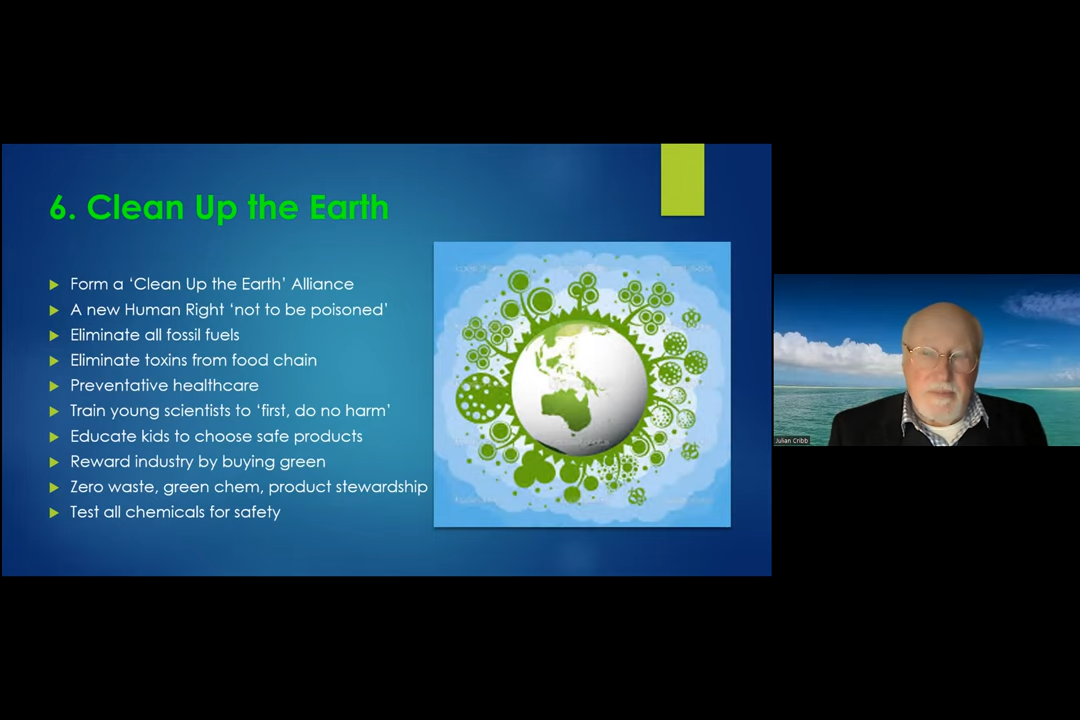 6. Clean Up the Earth
Form a ‘Clean Up the Earth’ Alliance
A new Human Right ‘not to be poisoned’
Eliminate all fossil fuels
Eliminate toxins from food chain
Preventative healthcare
Train young scientists to ‘first, do no harm’
Educate kids to choose safe products
Reward industry by buying green
Zero waste, green chem, product stewardship
Test all chemicals for safety
Julian Cribb